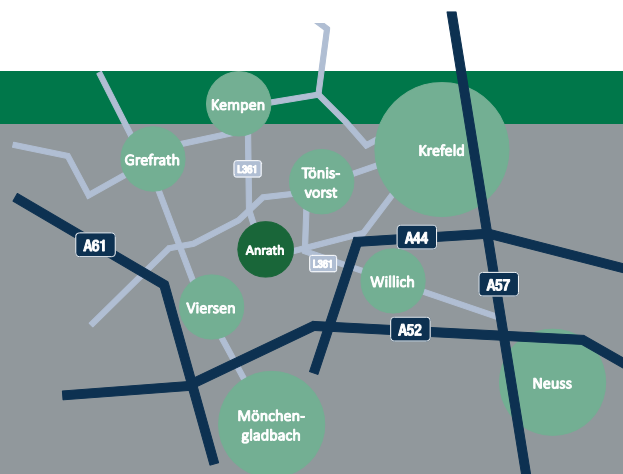 Kempen
Krefeld
Grefrath
L361
Tönis-
vorst
A61
Anrath
A44
L361
Willich
A57
Viersen
A52
Neuss
Mönchen-
gladbach